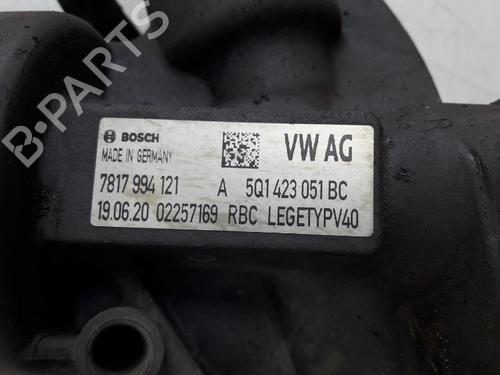 BOSCH
MADE IN GERMANY
VW AG
7817 994 121 A 5Q1 423 051 BC
19.06.20 02257169 RBC LEGETYPV40
B-PARTS